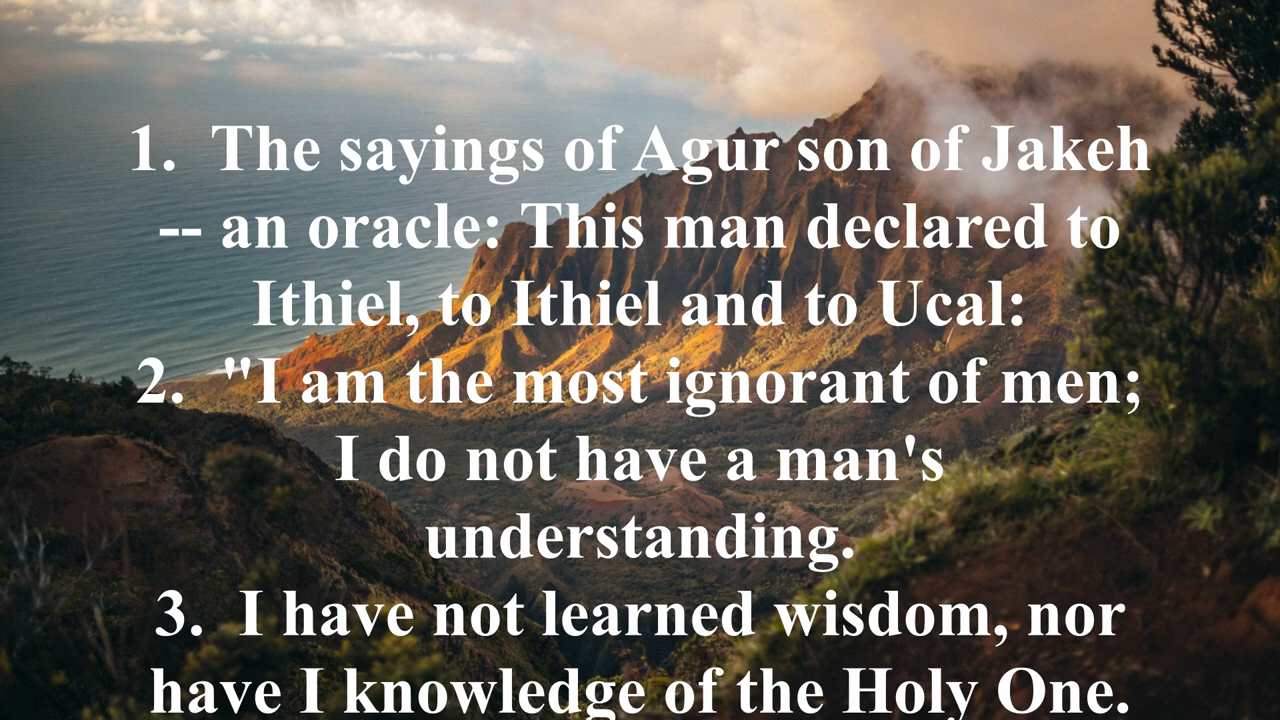 1.  The sayings of Agur son of Jakeh
-- an oracle: This man declared to
Ithiel, to Ithiel and to Ucal:
2.  "I am the most ignorant of men;
I do not have a man's
understanding.
3.  I have not learned wisdom, nor
have I knowledge of the Holy One.